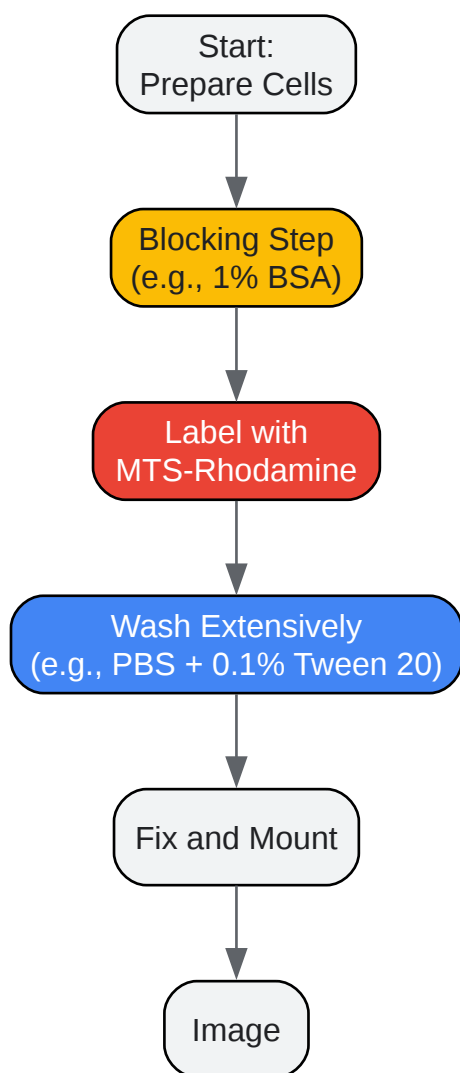 Start:
Prepare Cells
Blocking Step
(e.g., 1% BSA)
Label with
MTS-Rhodamine
Wash Extensively
(e.g., PBS + 0.1% Tween 20)
Fix and Mount
Image